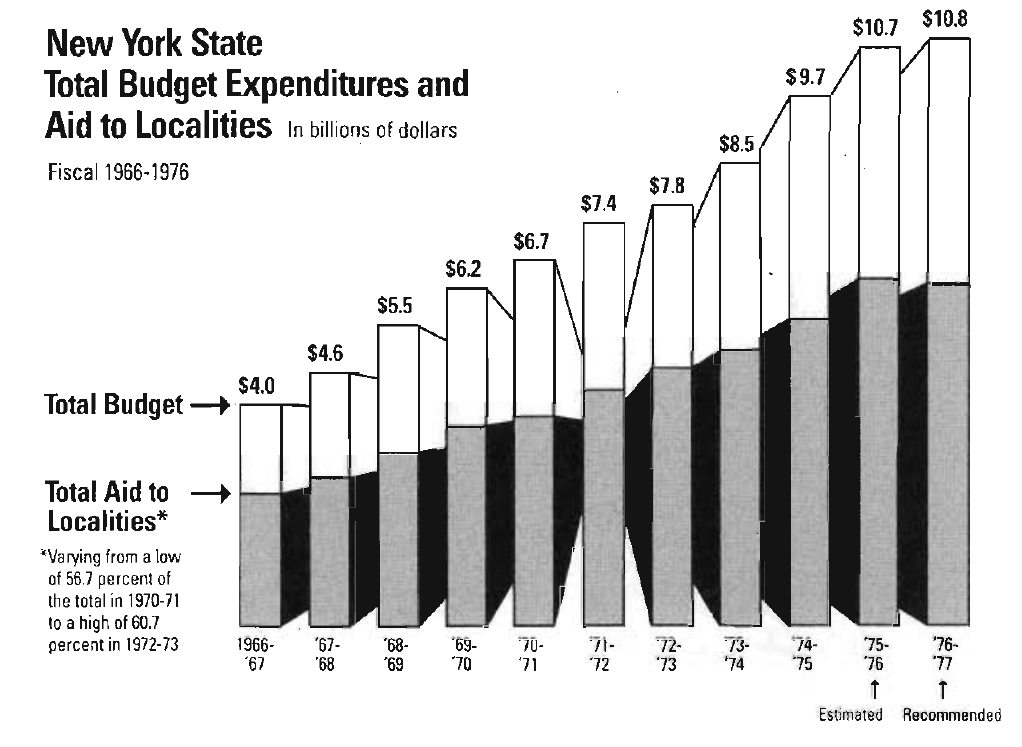 New York State
Total Budget Expenditures and
Aid to Localities In billions of dollars
Fiscal 1966-1976
$4.0
$4.6
$5.5
$6.2
$6.7
$7.4
$7.8
$8.5
$9.7
$10.7
$10.8
Total Budget
Total Aid to
Localities*
*Varying from a low
of 56.7 percent of
the total in 1970-71
to a high of 60.7
percent in 1972-73
1966-
'67
'67-
'68
'68-
'69
'69-
'70
'70-
'71
'71-
'72
'72-
'73
'73-
'74
'74-
'75
'75-
'76
'76-
'77
Estimated
Recommended